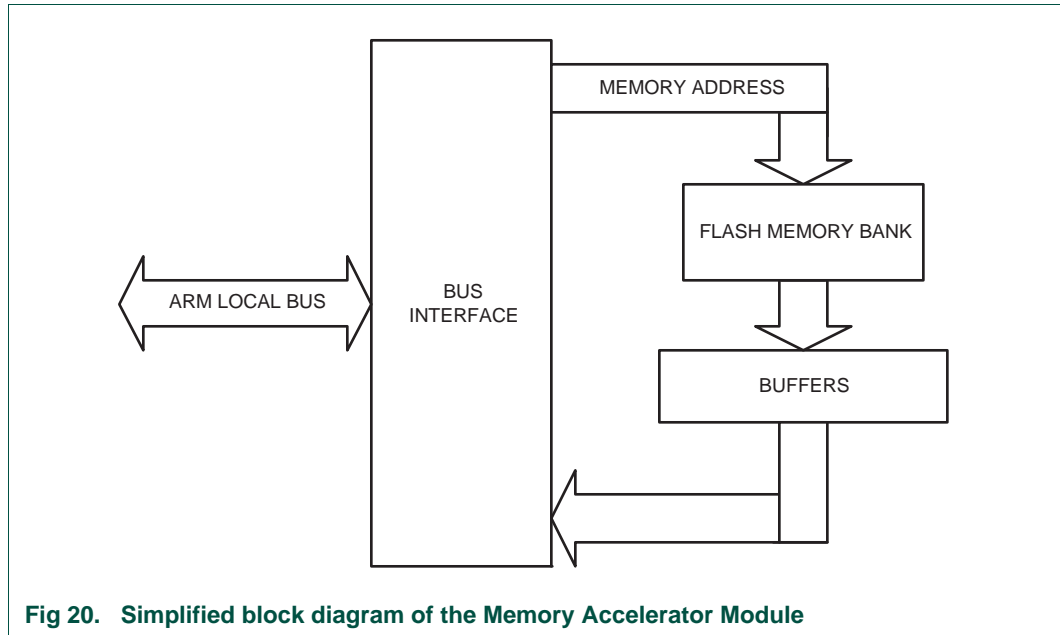 MEMORY ADDRESS
FLASH MEMORY BANK
ARM LOCAL BUS
BUS
INTERFACE
BUFFERS
Fig 20. Simplified block diagram of the Memory Accelerator Module